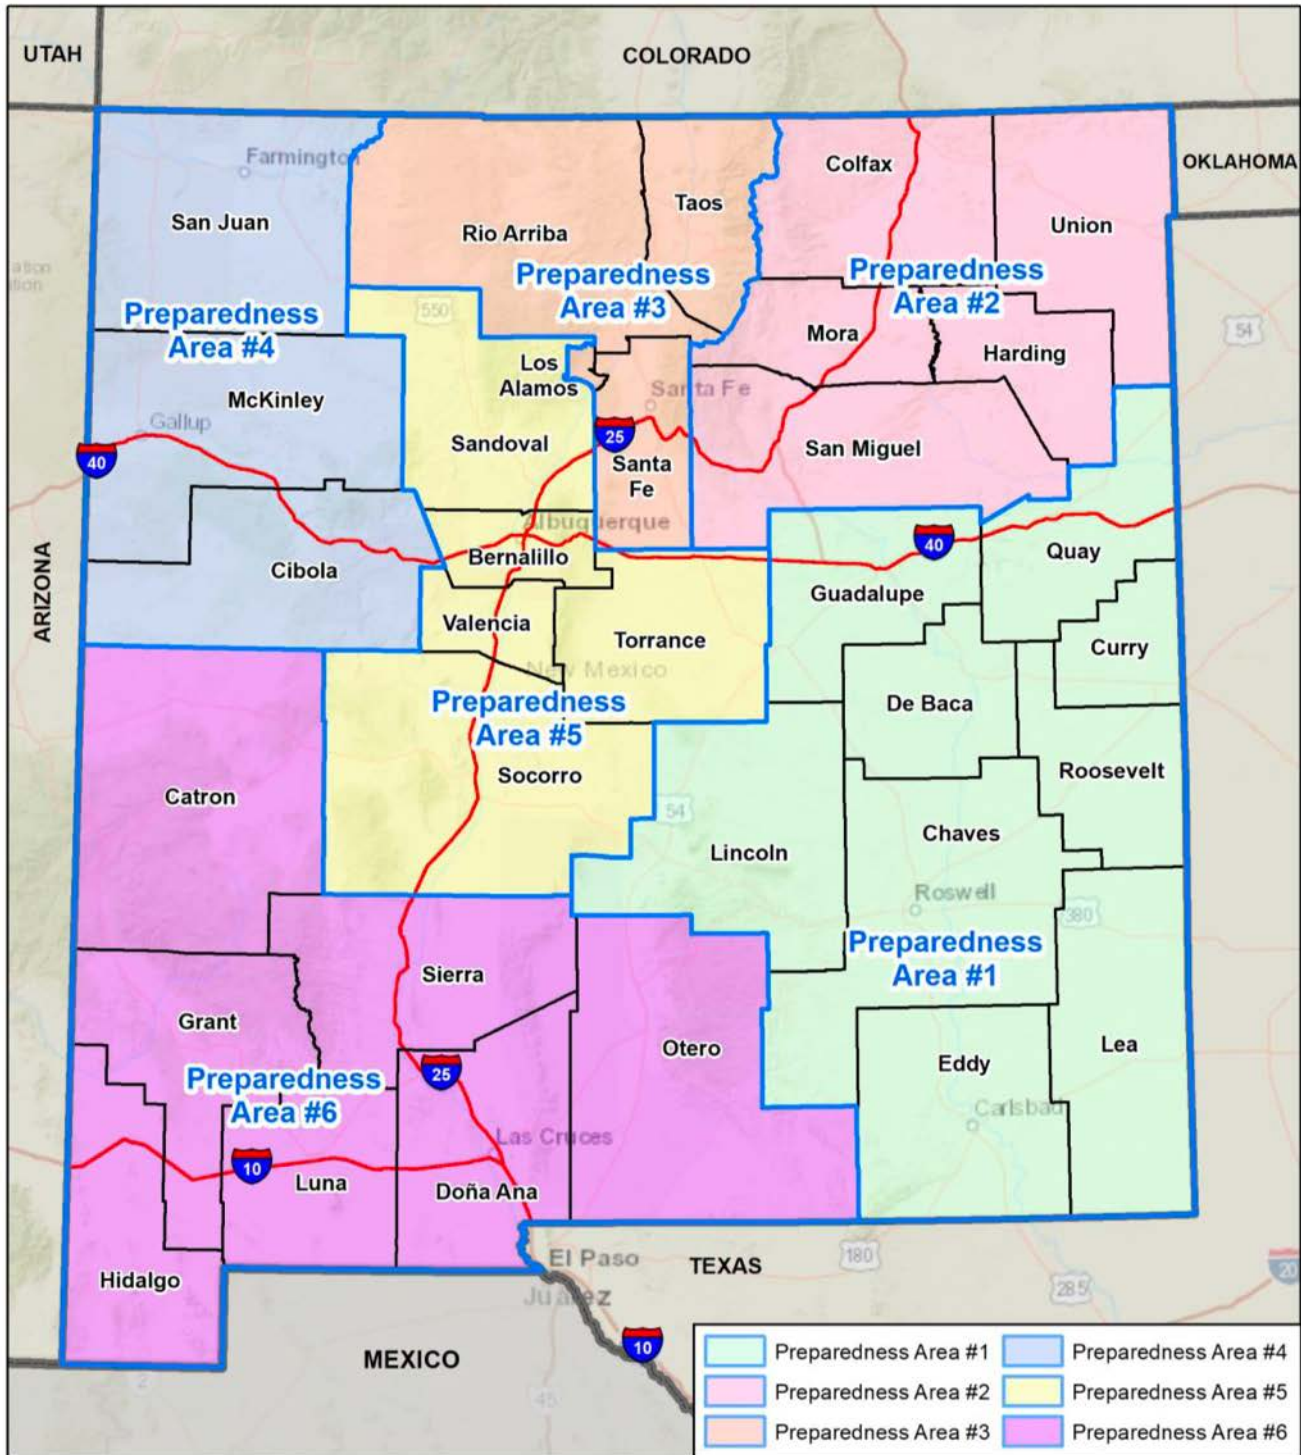 UTAH
COLORADO
OKLAHOMA
Farmington
Colfax
San Juan
Taos
Union
Rio Arriba
Preparedness
Area #3
Preparedness
Area #2
550
Preparedness
Area #4
54
Mora
Harding
Los
Alamos
Santa Fe
McKinley
Gallup
25
Sandoval
San Miguel
40
Santa
Fe
Albuquerque
40
Quay
Bernalillo
Cibola
Guadalupe
ARIZONA
Valencia
Torrance
Curry
New Mexico
Preparedness
Area #5
De Baca
Socorro
Roosevelt
Catron
54
Chaves
Lincoln
Roswell
380
Preparedness
Area #1
Sierra
Grant
Otero
Lea
Eddy
25
Preparedness
Area #6
Carlsbad
Las Cruces
10
Luna
Doña Ana
El Paso
TEXAS
180
Hidalgo
Juárez
285
20
MEXICO
10
2
45
Preparedness Area #1
Preparedness Area #2
Preparedness Area #3
Preparedness Area #4
Preparedness Area #5
Preparedness Area #6